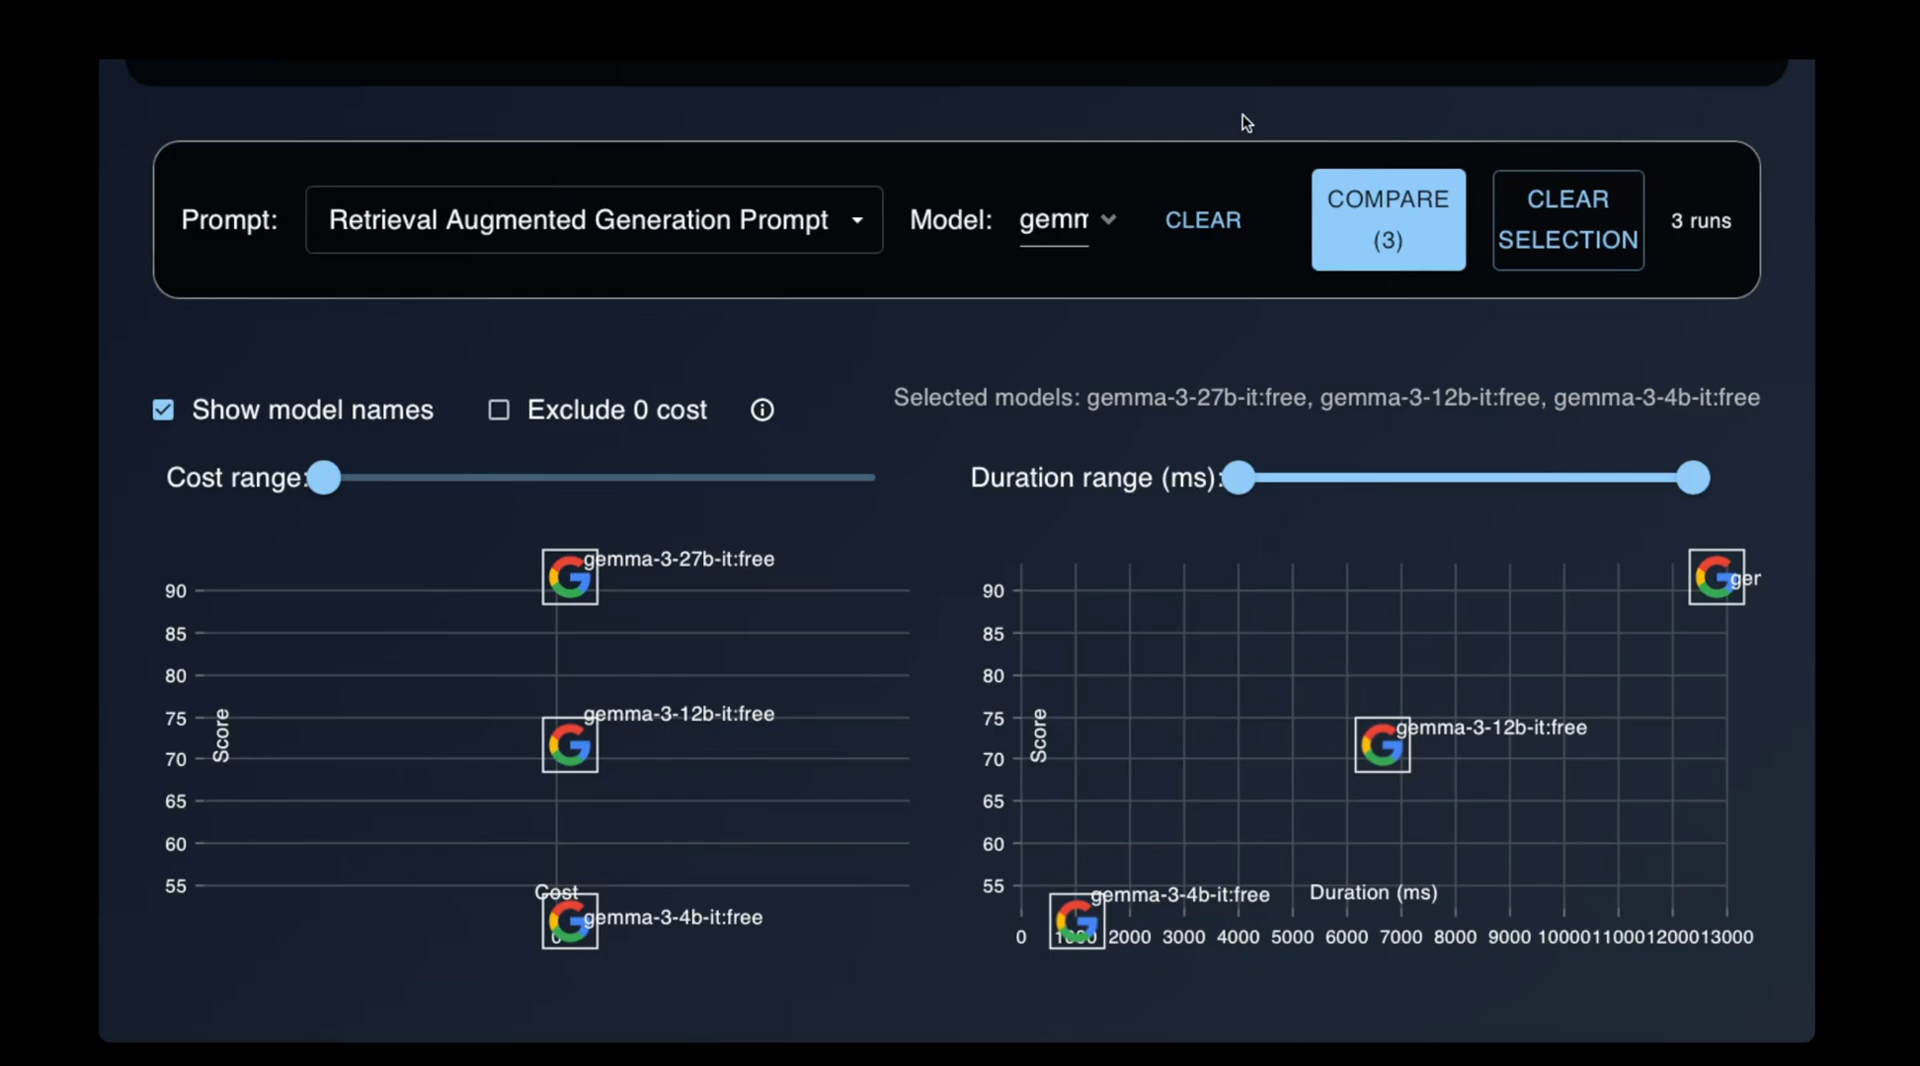 Prompt: Retrieval Augmented Generation Prompt Model: gemm CLEAR COMPARE (3) CLEAR SELECTION 3 runs
Show model names Exclude 0 cost Selected models: gemma-3-27b-it:free, gemma-3-12b-it:free, gemma-3-4b-it:free
Cost range: Duration range (ms):
gemma-3-27b-it:free
90
85
80
75
gemma-3-12b-it:free
Score
70
65
60
55
Cost
gemma-3-4b-it:free
0
ger
90
85
80
75
gemma-3-12b-it:free
Score
70
65
60
55
gemma-3-4b-it:free Duration (ms)
0 1000 2000 3000 4000 5000 6000 7000 8000 9000 10000 11000 12000 13000